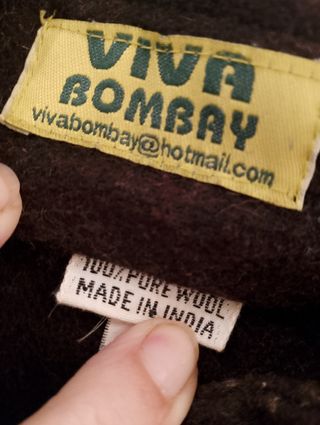 VIVA
BOMBAY
vivabombay@hotmail.com
100% PURE WOOL
MADE IN INDIA